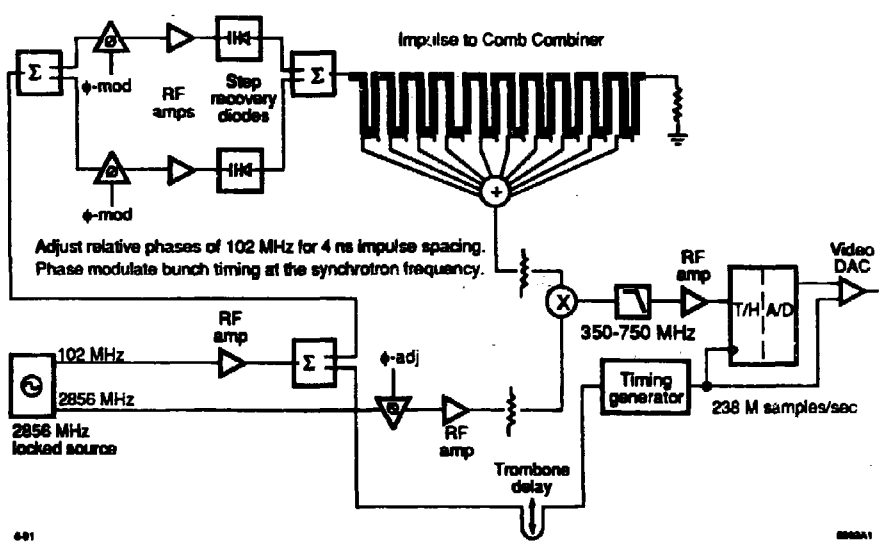 Impulse to Comb Combiner
Σ
ø
φ-mod
RF
amps
Step
recovery
diodes
Σ
ø
φ-mod
+
Adjust relative phases of 102 MHz for 4 ns impulse spacing.
Phase modulate bunch timing at the synchrotron frequency.
X
350-750 MHz
RF
amp
T/H A/D
Video
DAC
RF
amp
102 MHz
Σ
φ-adj
ø
2856 MHz
2856 MHz
locked source
RF
amp
Timing
generator
238 M samples/sec
Trombone
delay
6-91